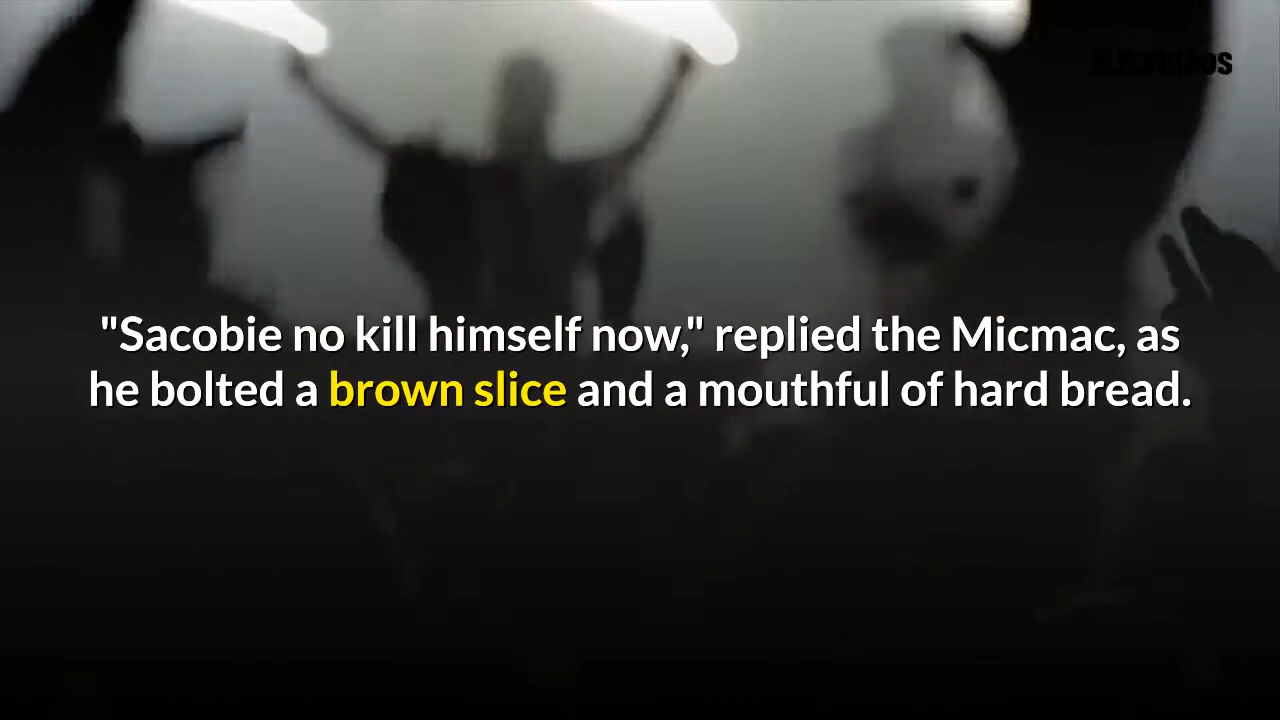 "Sacobie no kill himself now," replied the Micmac, as
he bolted a brown slice and a mouthful of hard bread.